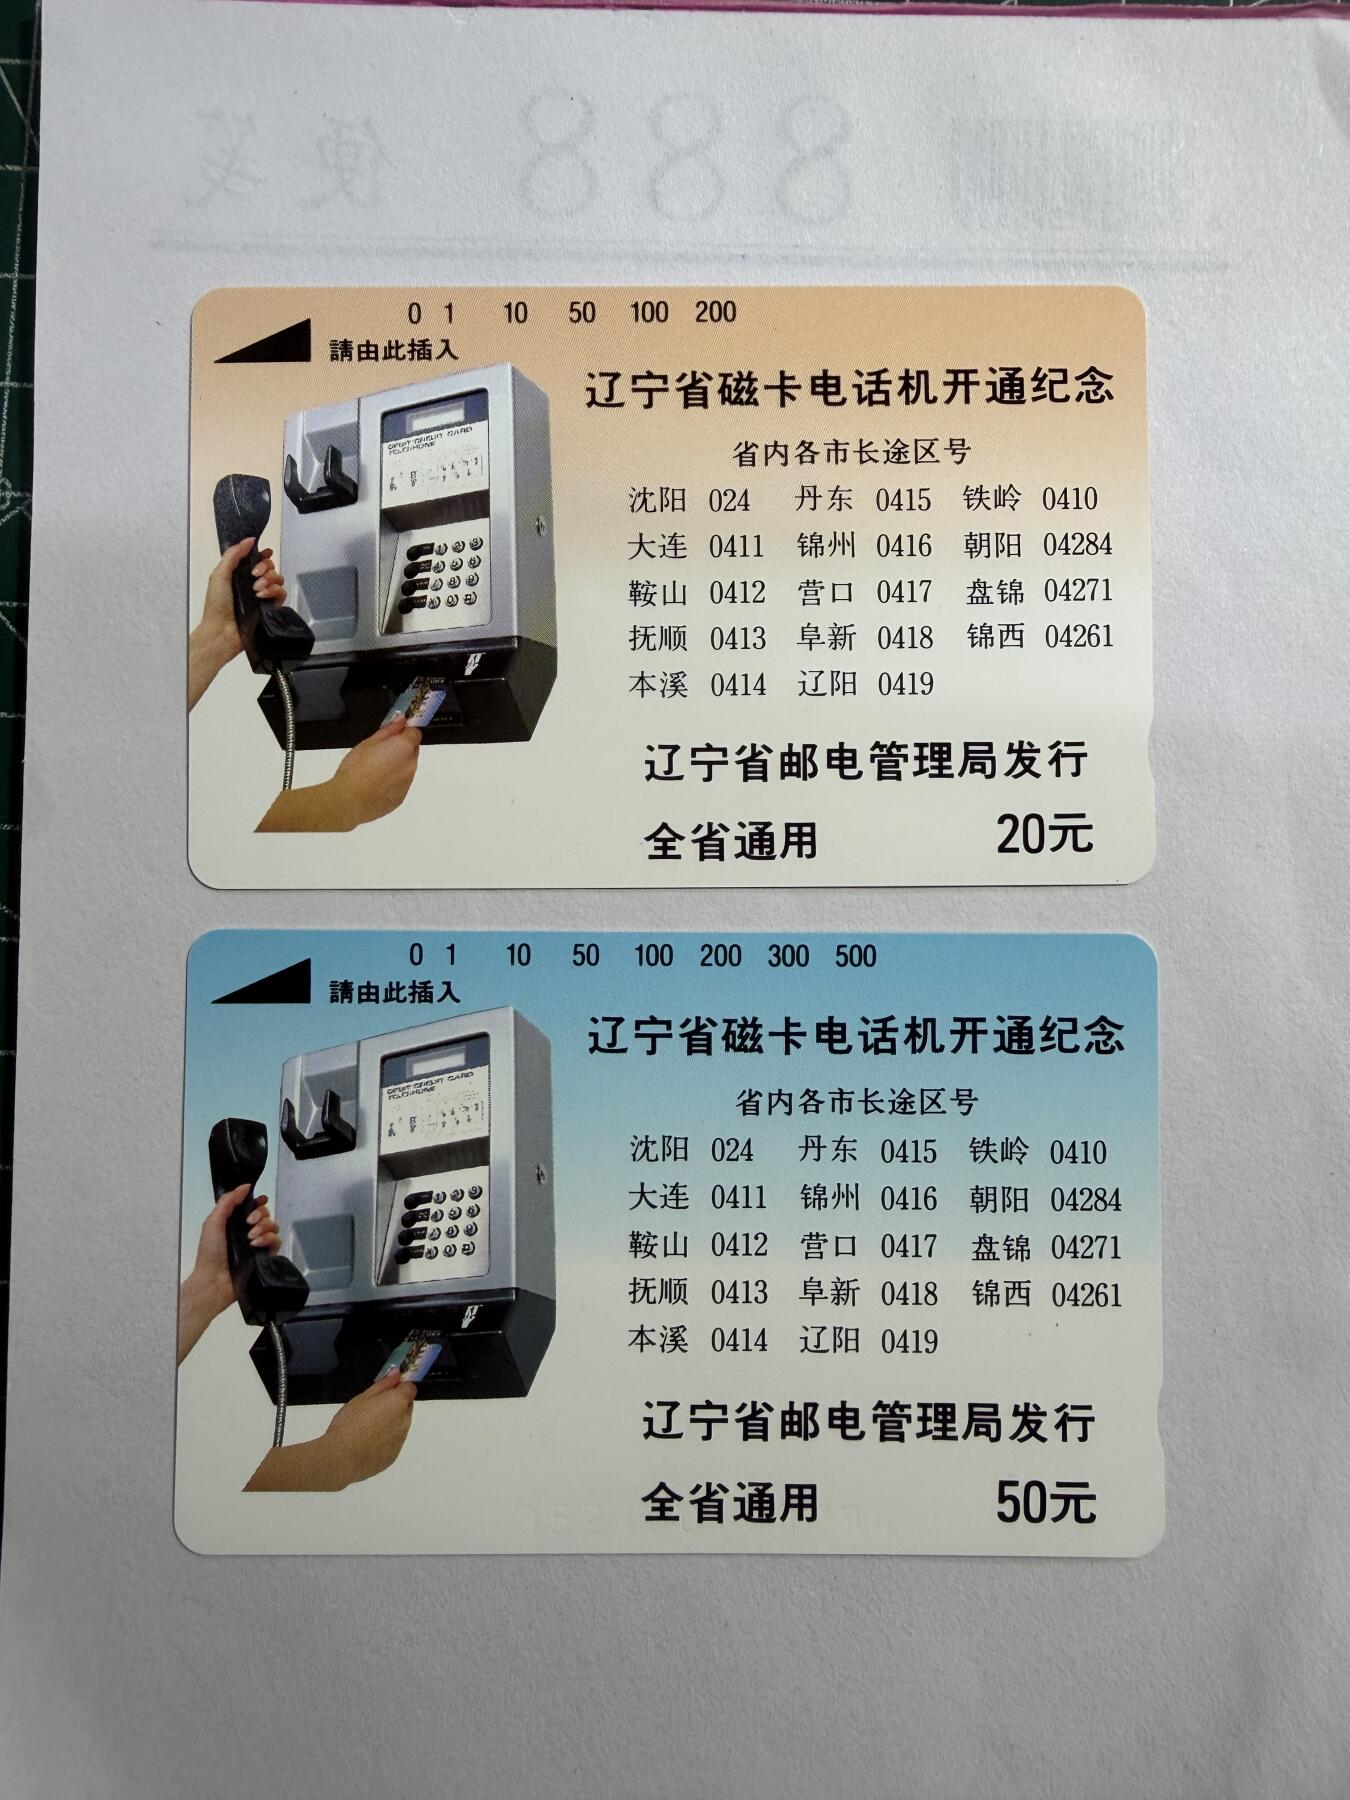 0 1 10 50 100 200
請由此插入
辽宁省磁卡电话机开通纪念
省内各市长途区号
沈阳 024 丹东 0415 铁岭 0410
大连 0411 锦州 0416 朝阳 04284
鞍山 0412 营口 0417 盘锦 04271
抚顺 0413 阜新 0418 锦西 04261
本溪 0414 辽阳 0419
辽宁省邮电管理局发行
全省通用 20元
0 1 10 50 100 200 300 500
請由此插入
辽宁省磁卡电话机开通纪念
省内各市长途区号
沈阳 024 丹东 0415 铁岭 0410
大连 0411 锦州 0416 朝阳 04284
鞍山 0412 营口 0417 盘锦 04271
抚顺 0413 阜新 0418 锦西 04261
本溪 0414 辽阳 0419
辽宁省邮电管理局发行
全省通用 50元